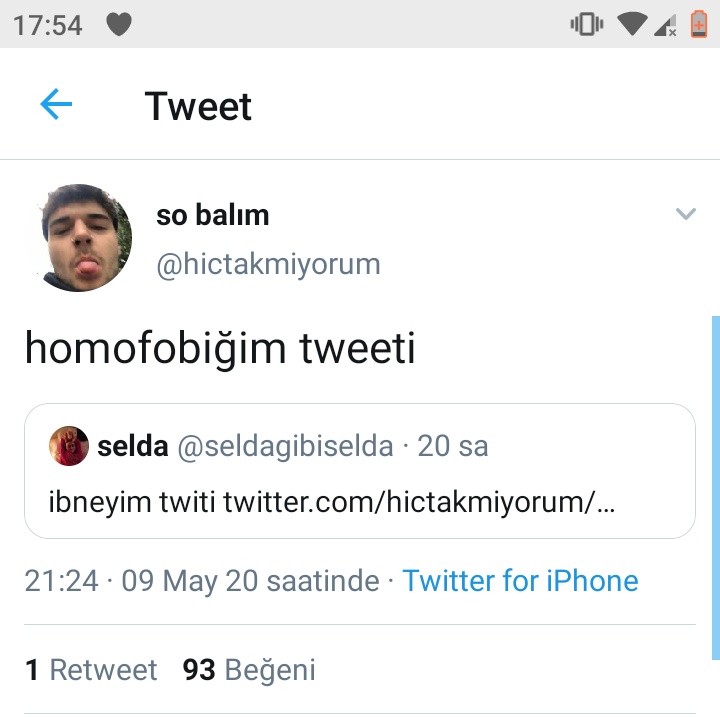 17:54
Tweet
so balım
@hictakmiyorum
homofobiğim tweeti
selda @seldagibiselda · 20 sa
ibneyim twiti twitter.com/hictakmiyorum/...
21:24 · 09 May 20 saatinde · Twitter for iPhone
1 Retweet 93 Beğeni